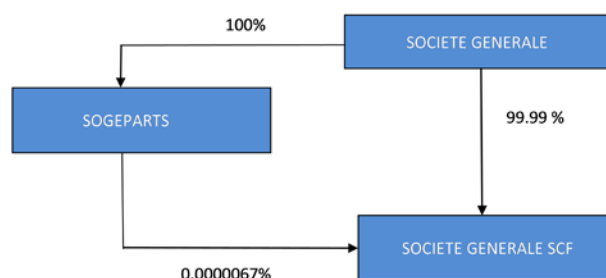 100%
SOCIETE GENERALE
SOGEPARTS
99.99 %
SOCIETE GENERALE SCF
0.0000067%